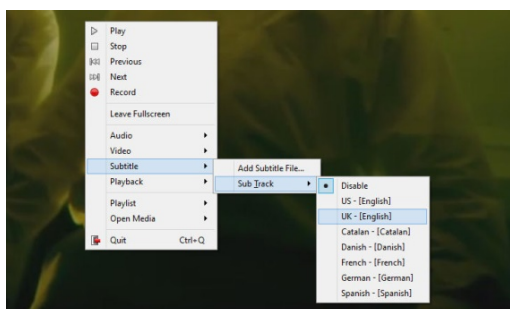 Play
Stop
Previous
Next
Record
Leave Fullscreen
Audio
Video
Subtitle
Playback
Playlist
Open Media
Quit Ctrl+Q
Add Subtitle File...
Sub Track
Disable
US - [English]
UK - [English]
Catalan - [Catalan]
Danish - [Danish]
French - [French]
German - [German]
Spanish - [Spanish]